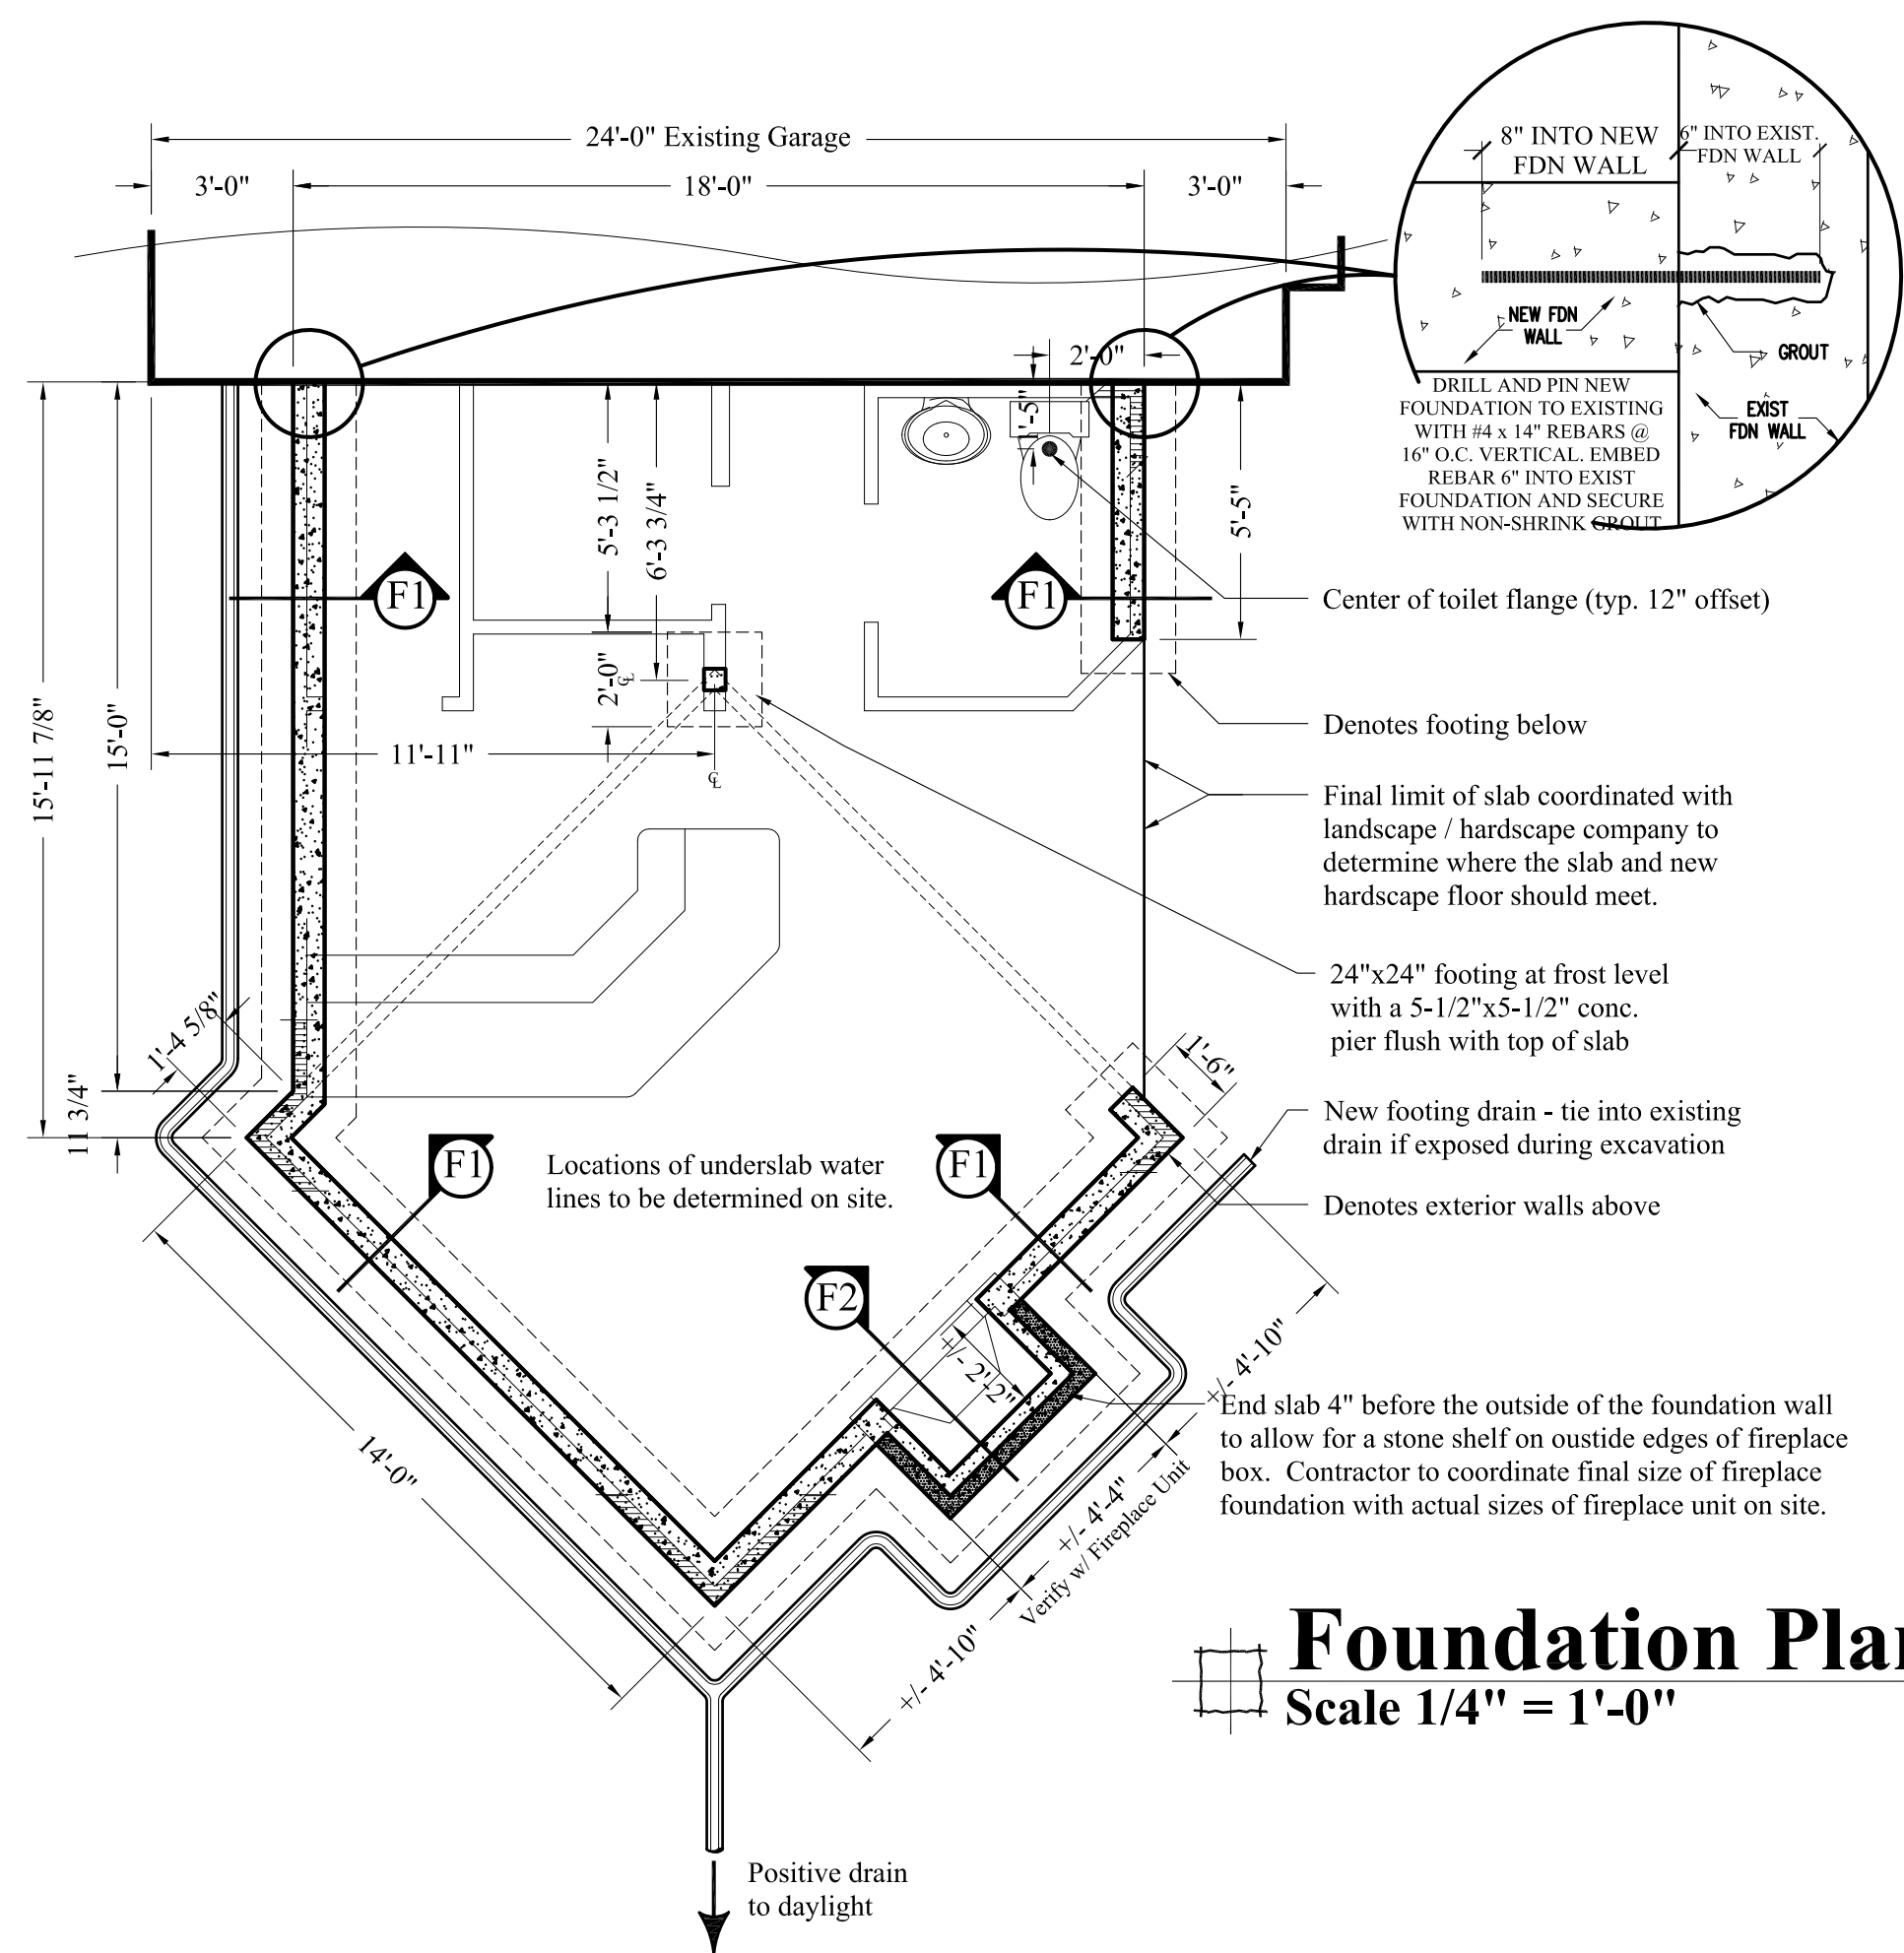 24'-0" Existing Garage
3'-0"
18'-0"
3'-0"
8" INTO NEW
FDN WALL
6" INTO EXIST.
FDN WALL
NEW FDN
WALL
GROUT
EXIST
FDN WALL
DRILL AND PIN NEW
FOUNDATION TO EXISTING
WITH #4 x 14" REBARS @
16" O.C. VERTICAL. EMBED
REBAR 6" INTO EXIST
FOUNDATION AND SECURE
WITH NON-SHRINK GROUT
2'-0"
1'-5"
5'-3 1/2"
6'-3 3/4"
5'-5"
F1
F1
Center of toilet flange (typ. 12" offset)
2'-0"
℄
15'-11 7/8"
15'-0"
11'-11"
℄
Denotes footing below
Final limit of slab coordinated with
landscape / hardscape company to
determine where the slab and new
hardscape floor should meet.
24"x24" footing at frost level
with a 5-1/2"x5-1/2" conc.
pier flush with top of slab
1'-4 5/8"
11 3/4"
1'-6"
New footing drain - tie into existing
drain if exposed during excavation
F1
Locations of underslab water
lines to be determined on site.
F1
Denotes exterior walls above
F2
+/- 2'-2"
+/- 4'-10"
End slab 4" before the outside of the foundation wall
to allow for a stone shelf on oustide edges of fireplace
box.  Contractor to coordinate final size of fireplace
foundation with actual sizes of fireplace unit on site.
14'-0"
+/- 4'-4"
Verify w/ Fireplace Unit
+/- 4'-10"
Foundation Plan
Scale 1/4" = 1'-0"
Positive drain
to daylight